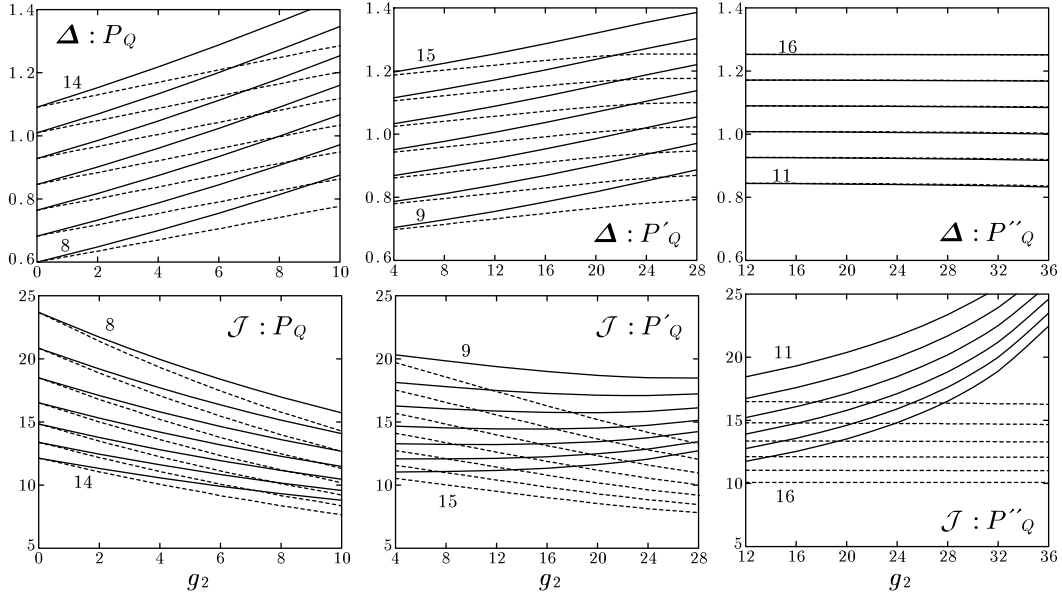 1.4 1.4 1.4
Δ : P_Q 15 16
1.2 14 1.2 1.2
1.0 1.0 1.0
0.8 0.8 11 0.8
8 9 Δ : P′_Q Δ : P″_Q
0.6 0.6 0.6
0 2 4 6 8 10 4 8 12 16 20 24 28 12 16 20 24 28 32 36
25 25 25
8 𝒥 : P_Q 9 𝒥 : P′_Q 11
20 20 20
15 15 15
10 14 10 15 10 16
𝒥 : P″_Q
5 5 5
0 2 4 6 8 10 4 8 12 16 20 24 28 12 16 20 24 28 32 36
g₂ g₂ g₂